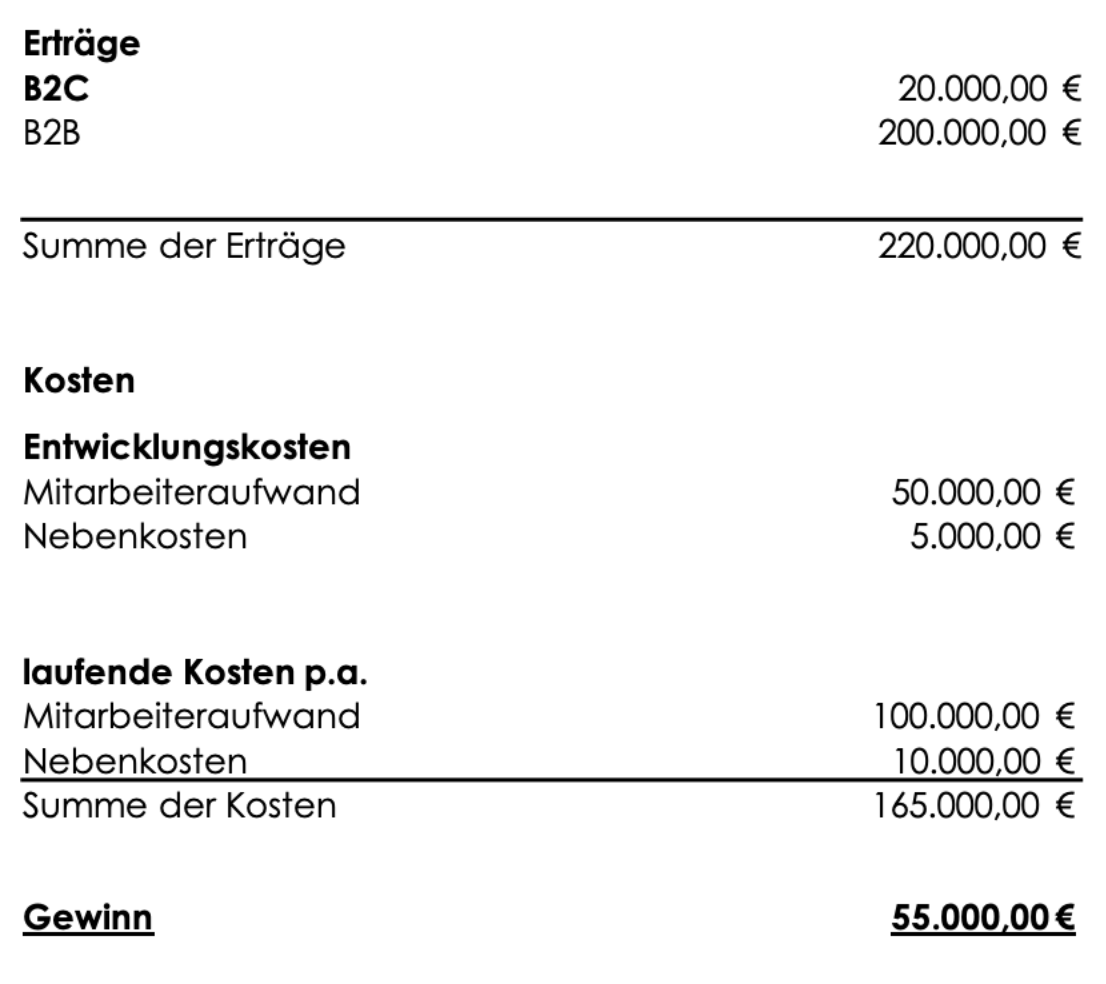 Erträge
B2C 20.000,00 €
B2B 200.000,00 €
Summe der Erträge 220.000,00 €
Kosten
Entwicklungskosten
Mitarbeiteraufwand 50.000,00 €
Nebenkosten 5.000,00 €
laufende Kosten p.a.
Mitarbeiteraufwand 100.000,00 €
Nebenkosten 10.000,00 €
Summe der Kosten 165.000,00 €
Gewinn 55.000,00 €